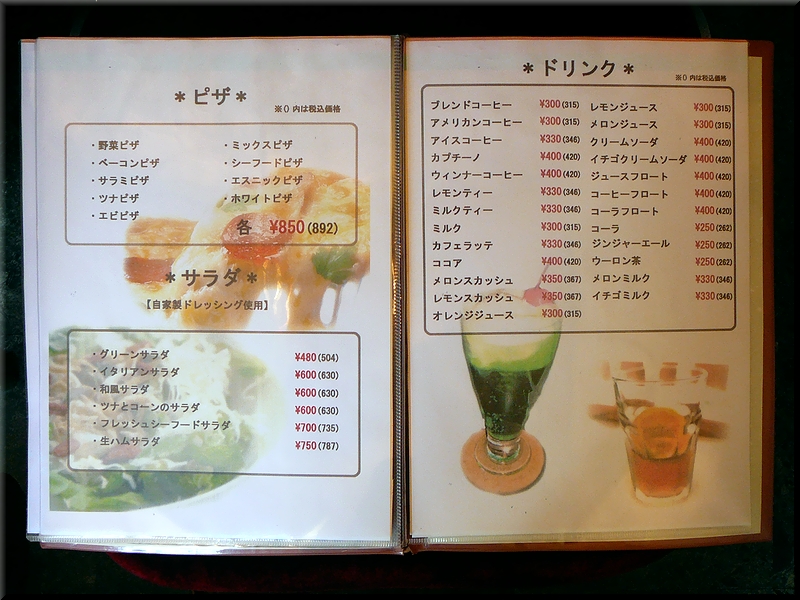 ＊ピザ＊
※() 内は税込価格
・野菜ピザ
・ベーコンピザ
・サラミピザ
・ツナピザ
・エビピザ
・ミックスピザ
・シーフードピザ
・エスニックピザ
・ホワイトピザ
各 ¥850(892)
＊サラダ＊
【自家製ドレッシング使用】
・グリーンサラダ ¥480(504)
・イタリアンサラダ ¥600(630)
・和風サラダ ¥600(630)
・ツナとコーンのサラダ ¥600(630)
・フレッシュシーフードサラダ ¥700(735)
・生ハムサラダ ¥750(787)
＊ドリンク＊
※() 内は税込価格
ブレンドコーヒー ¥300(315)
アメリカンコーヒー ¥300(315)
アイスコーヒー ¥330(346)
カプチーノ ¥400(420)
ウィンナーコーヒー ¥400(420)
レモンティー ¥330(346)
ミルクティー ¥330(346)
ミルク ¥300(315)
カフェラッテ ¥330(346)
ココア ¥400(420)
メロンスカッシュ ¥350(367)
レモンスカッシュ ¥350(367)
オレンジジュース ¥300(315)
レモンジュース ¥300(315)
メロンジュース ¥300(315)
クリームソーダ ¥400(420)
イチゴクリームソーダ ¥400(420)
ジュースフロート ¥400(420)
コーヒーフロート ¥400(420)
コーラフロート ¥400(420)
コーラ ¥250(262)
ジンジャーエール ¥250(262)
ウーロン茶 ¥250(262)
メロンミルク ¥330(346)
イチゴミルク ¥330(346)